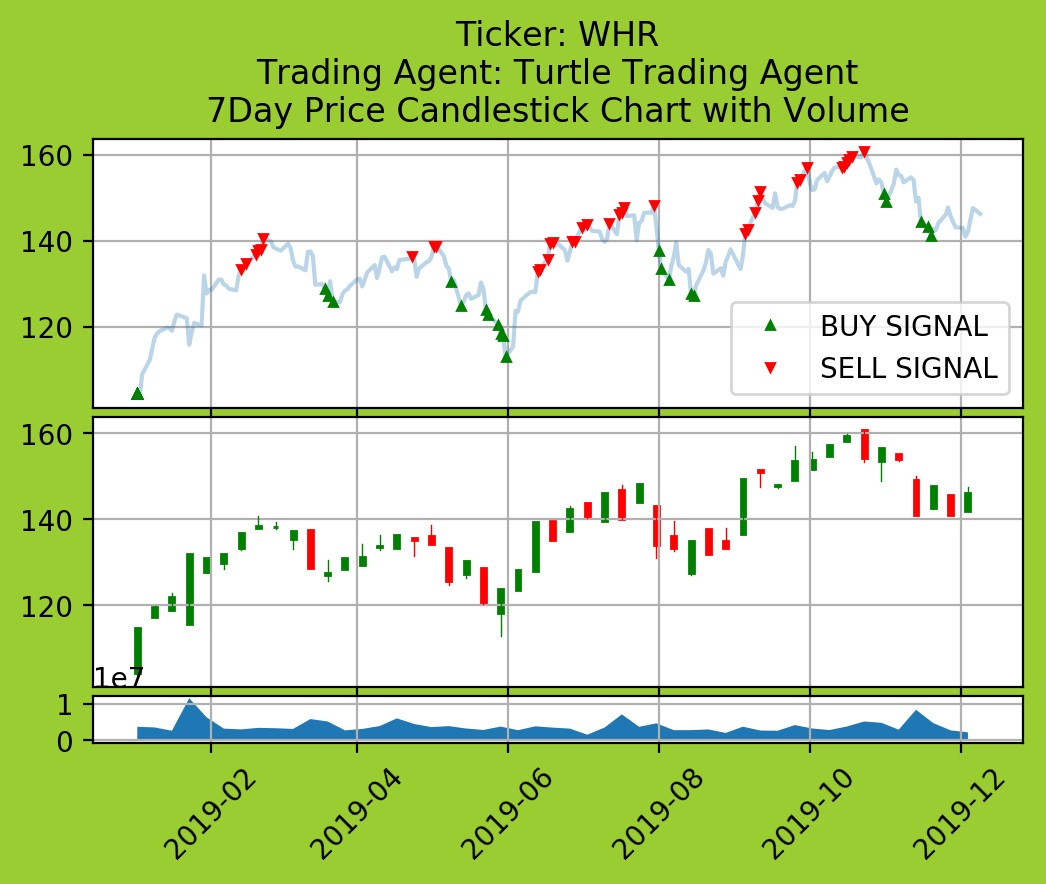 Ticker: WHR
Trading Agent: Turtle Trading Agent
7Day Price Candlestick Chart with Volume
160
140
120
BUY SIGNAL
SELL SIGNAL
160
140
120
1e7
1
0
2019-02
2019-04
2019-06
2019-08
2019-10
2019-12